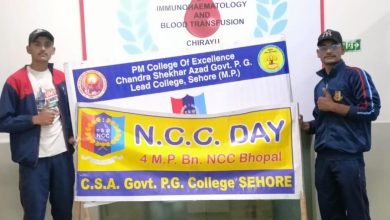 IMMUNOHAEMATOLOGY
AND
BLOOD TRANSFUSION
CHIRAYU
PM College Of Excellence
Chandra Shekhar Azad Govt. P. G.
Lead College, Sehore (M.P.)
NCC
N.C.C. DAY
4 M.P. Bn. NCC Bhopal
C.S.A. Govt. P.G. College SEHORE